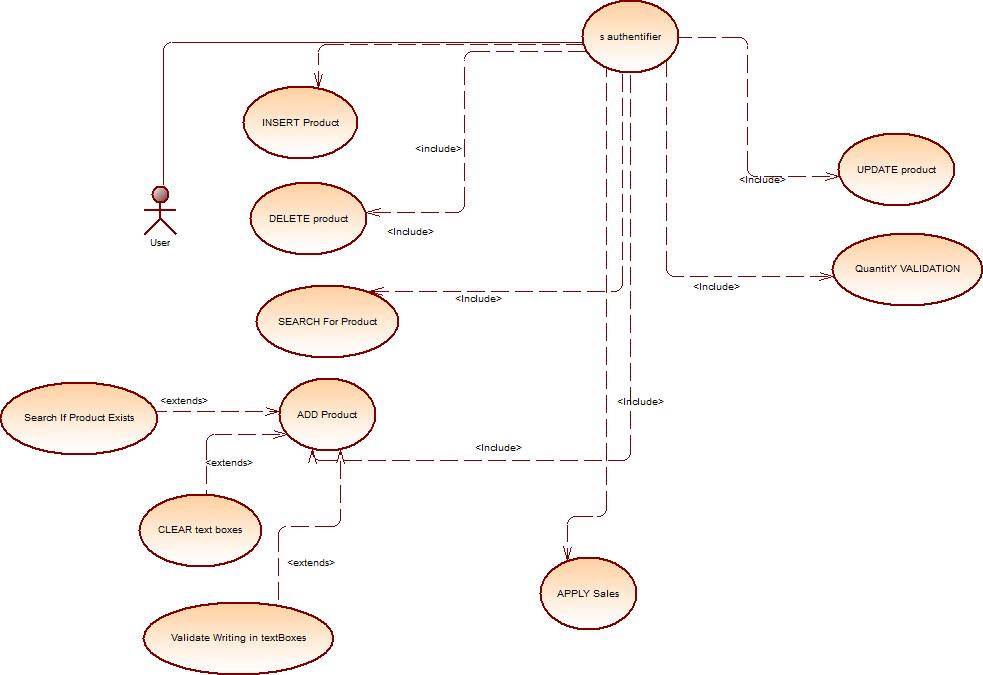 s authentifier
INSERT Product
<include>
UPDATE product
<Include>
DELETE product
<Include>
User
QuantitY VALIDATION
<Include>
<Include>
SEARCH For Product
<extends>
<Include>
ADD Product
Search If Product Exists
<Include>
<extends>
CLEAR text boxes
<extends>
APPLY Sales
Validate Writing in textBoxes